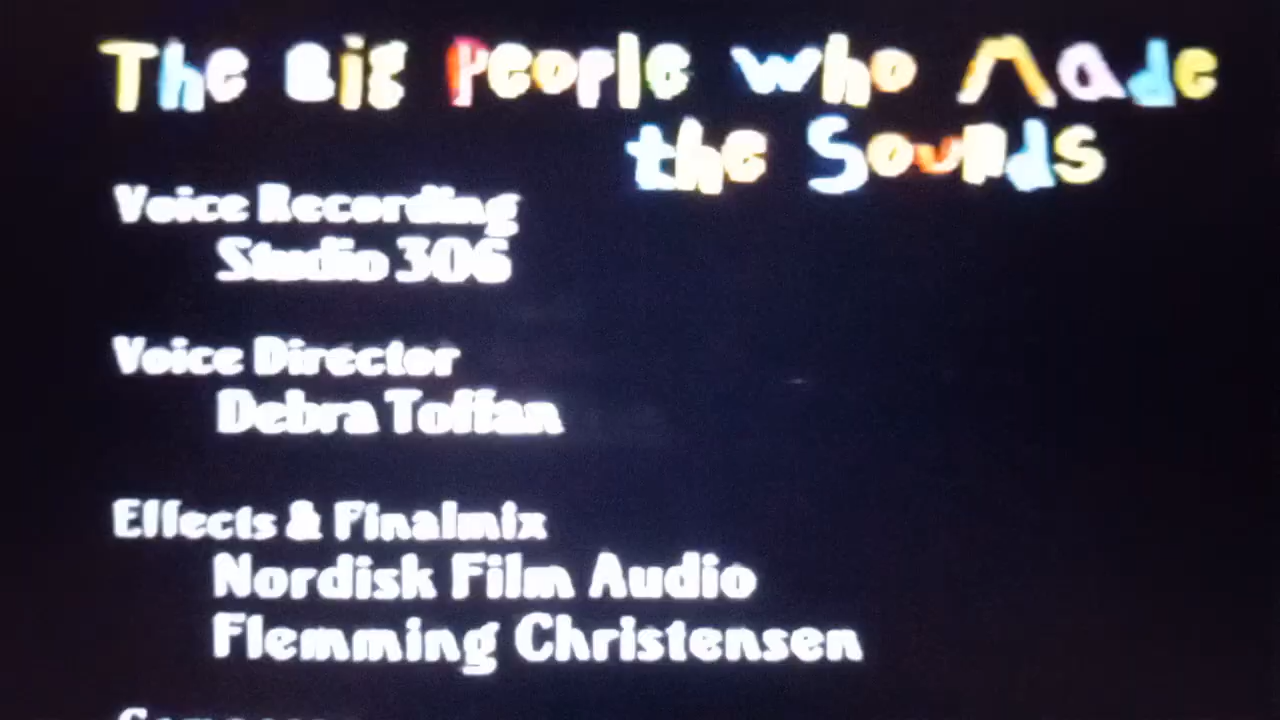 The Big People who Made
the Sounds
Voice Recording
Studio 306
Voice Director
Debra Toffan
Effects & Finalmix
Nordisk Film Audio
Flemming Christensen